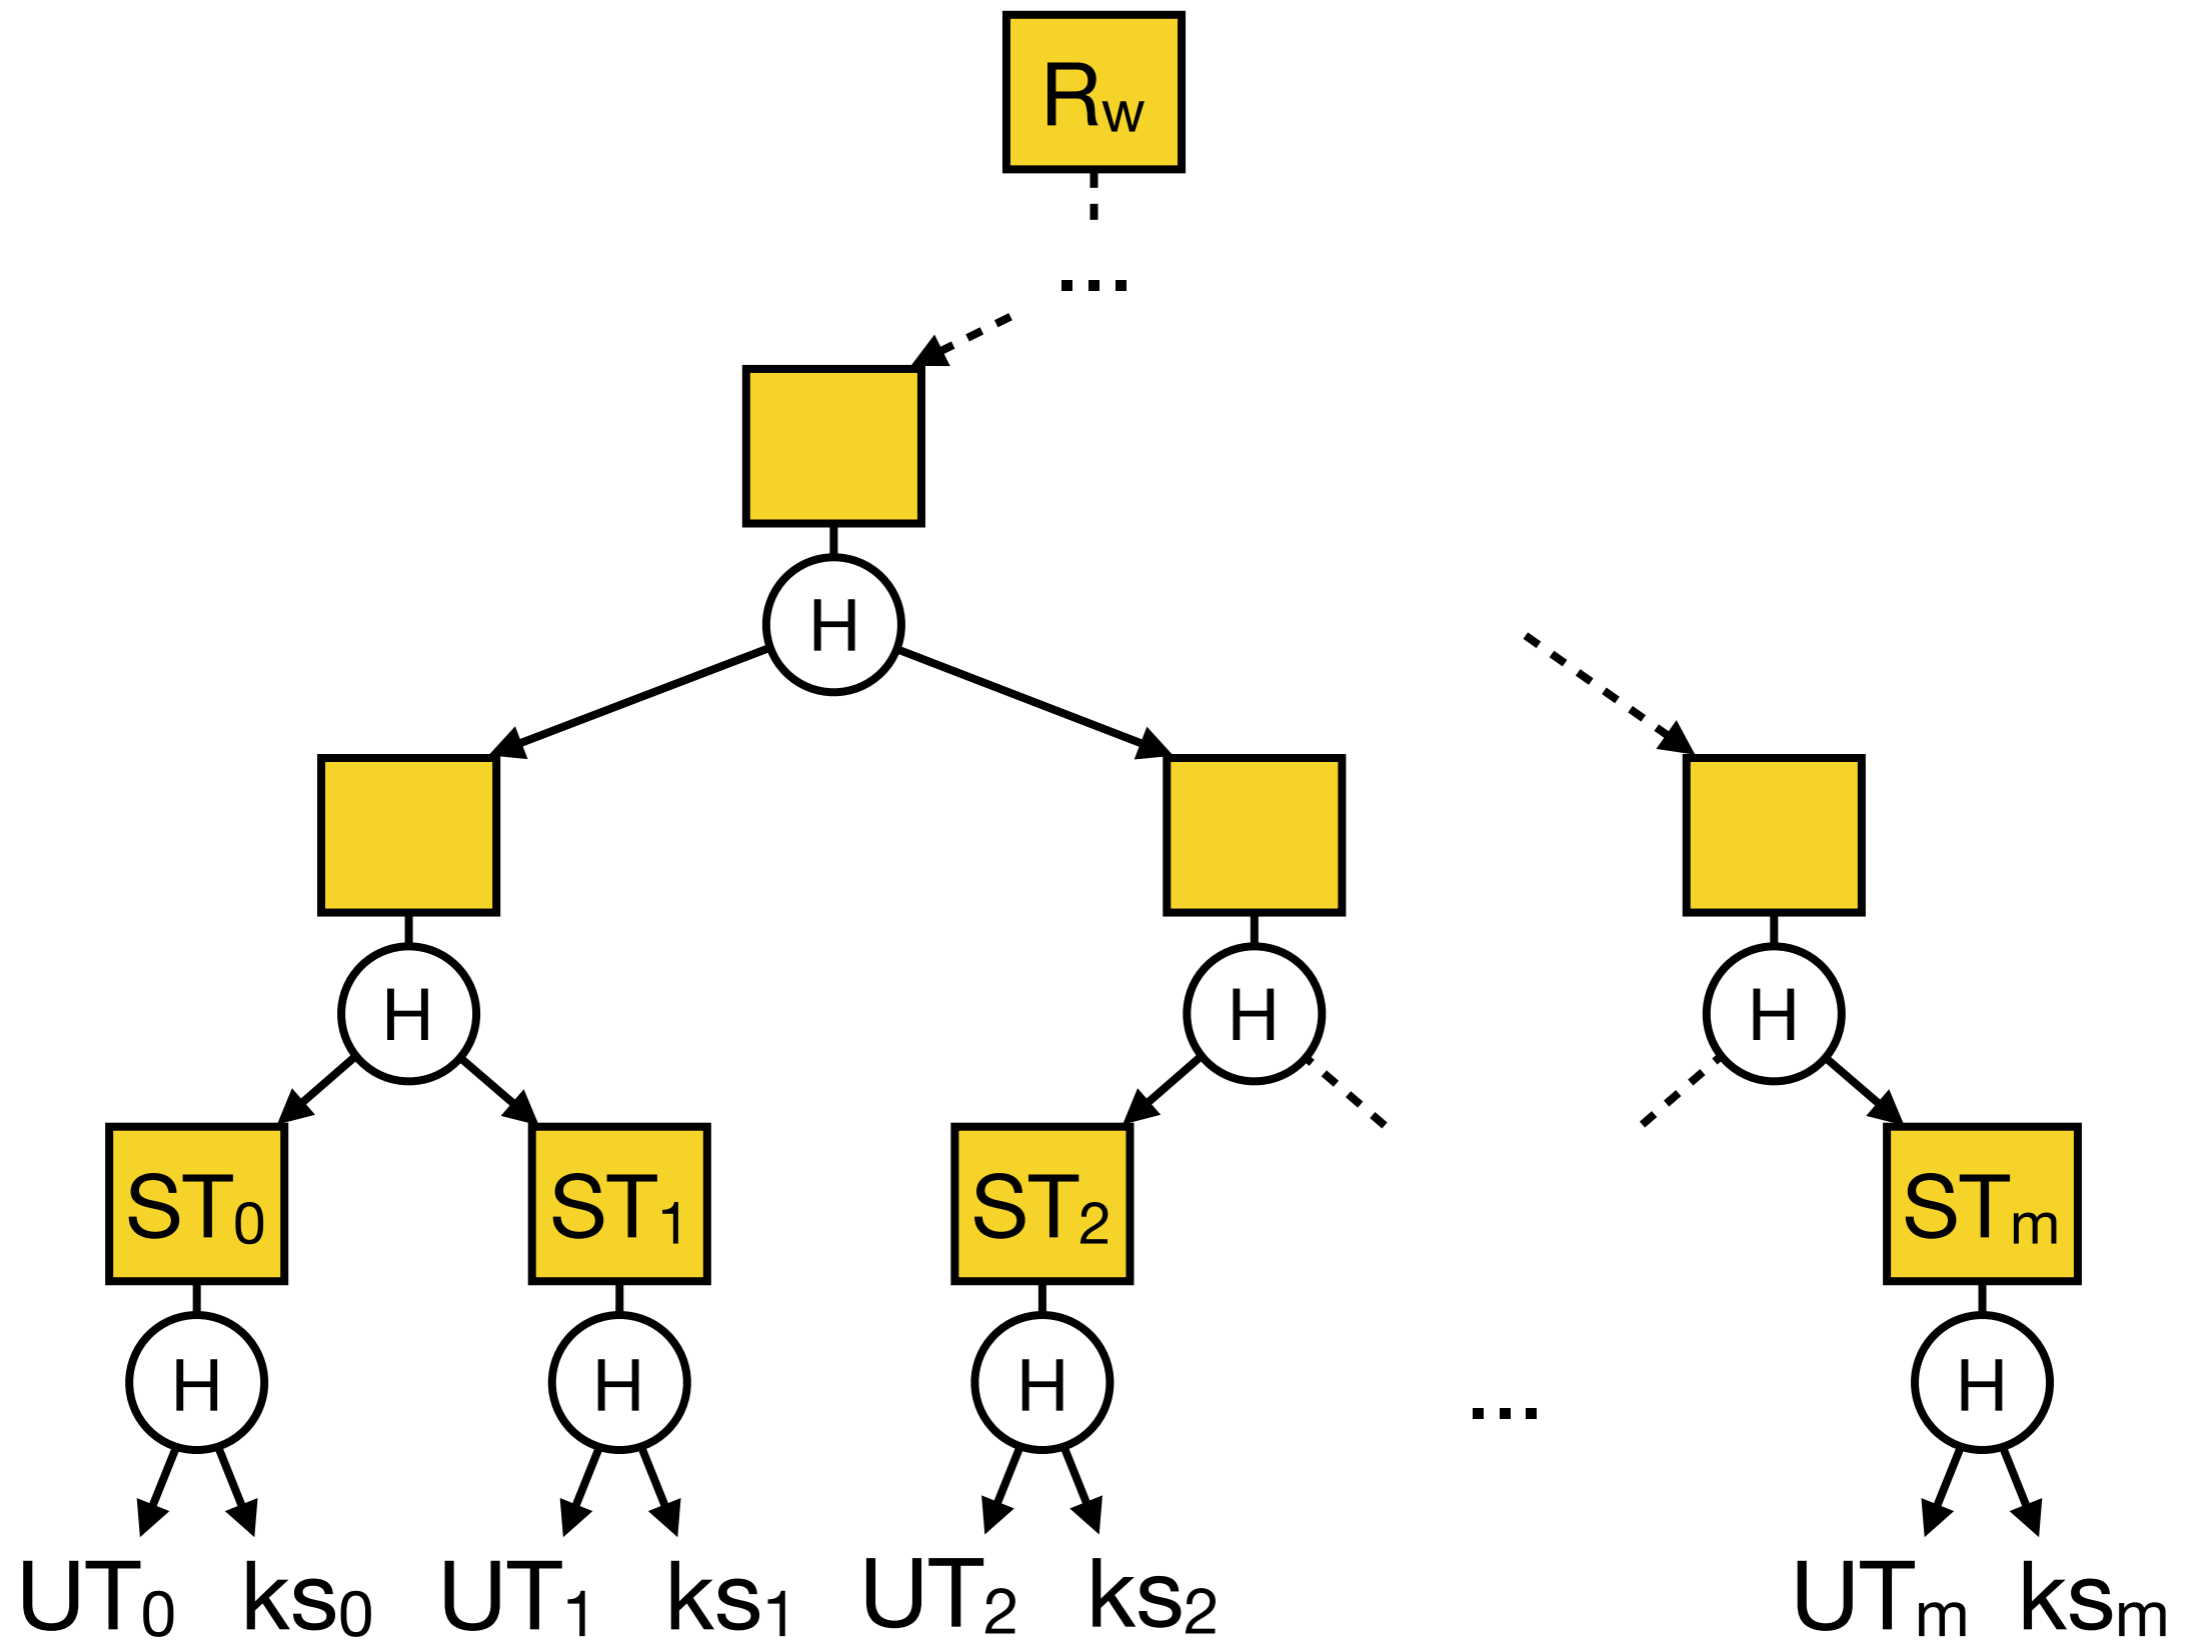 Rw
...
H
H H H
ST0 ST1 ST2 STm
H H H ... H
UT0 ks0 UT1 ks1 UT2 ks2 UTm ksm